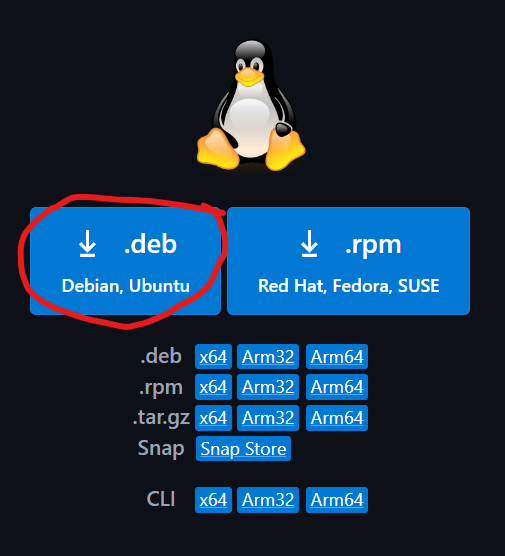 .deb
Debian, Ubuntu
.rpm
Red Hat, Fedora, SUSE
.deb x64 Arm32 Arm64
.rpm x64 Arm32 Arm64
.tar.gz x64 Arm32 Arm64
Snap Snap Store
CLI x64 Arm32 Arm64